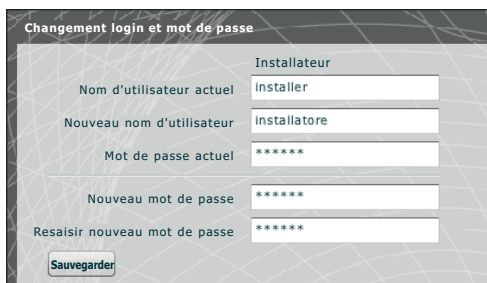 Changement login et mot de passe
Installateur
Nom d'utilisateur actuel installer
Nouveau nom d'utilisateur installatore
Mot de passe actuel ******
Nouveau mot de passe ******
Resaisir nouveau mot de passe ******
Sauvegarder